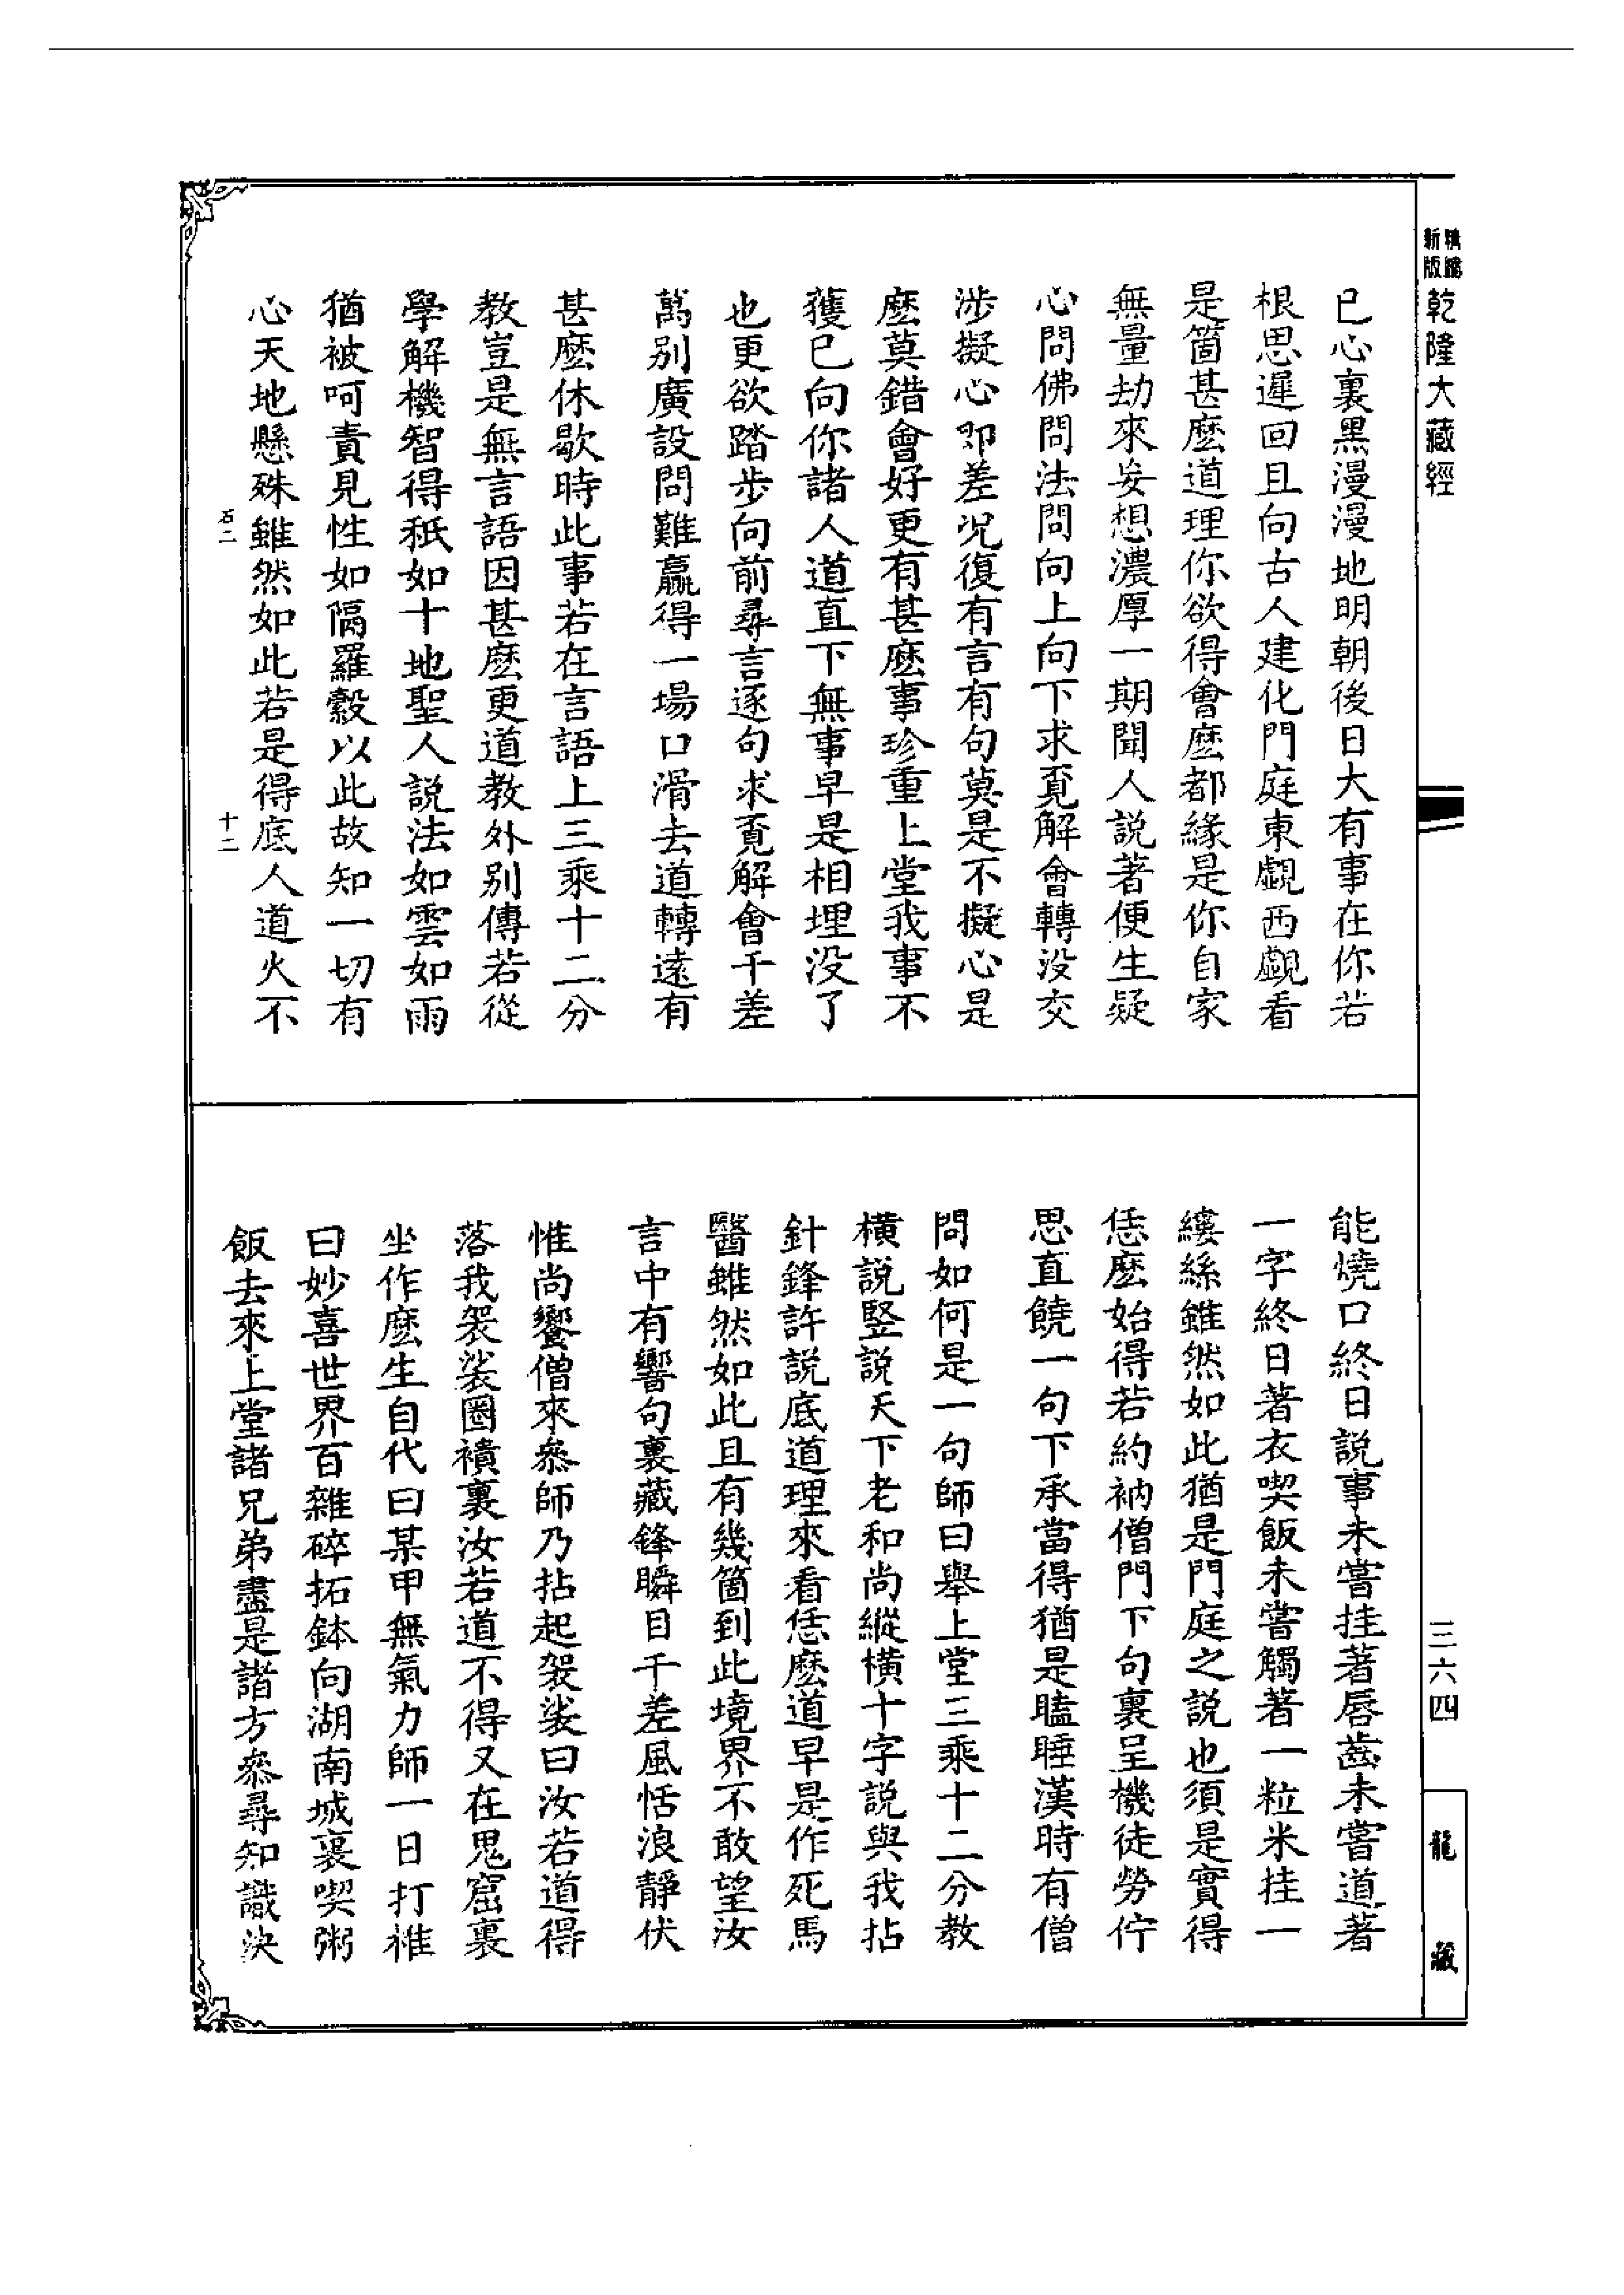 精縮新版
乾隆大藏經
已心裏黑漫漫地明朝後日大有事在你若
根思遲回且向古人建化門庭東覷西覷看
是箇甚麽道理你欲得會麽都緣是你自家
無量劫來妄想濃厚一期聞人說著便生疑
心問佛問法問向上向下求覔解會轉没交
涉擬心即差况復有言有句莫是不擬心是
麽莫錯會好更有甚麽事珍重上堂我事不
獲已向你諸人道直下無事早是相埋没了
也更欲踏步向前尋言逐句求覔解會千差
萬別廣設問難贏得一場口滑去道轉遠有
甚麽休歇時此事若在言語上三乘十二分
教豈是無言語因甚麽更道教外別傳若從
學解機智得秖如十地聖人說法如雲如雨
猶被呵責見性如隔羅縠以此故知一切有
心天地懸殊雖然如此若是得底人道火不
石二
十二
能燒口終日說事未嘗挂著唇齒未嘗道著
一字終日著衣喫飯未嘗觸著一粒米挂一
縷絲雖然如此猶是門庭之說也須是實得
恁麽始得若約衲僧門下句裏呈機徒勞佇
思直饒一句下承當得猶是瞌睡漢時有僧
問如何是一句師曰舉上堂三乘十二分教
橫說竪說天下老和尚縱橫十字說與我拈
針鋒許說底道理來看恁麽道早是作死馬
醫雖然如此且有幾箇到此境界不敢望汝
言中有響句裏藏鋒瞬目千差風恬浪靜伏
惟尚饗僧來叅師乃拈起袈裟曰汝若道得
落我袈裟圈襀裏汝若道不得又在鬼窟裏
坐作麽生自代曰某甲無氣力師一日打椎
曰妙喜世界百雜碎拓鉢向湖南城裏喫粥
飯去來上堂諸兄弟盡是諸方叅尋知識決
三六四
龍藏